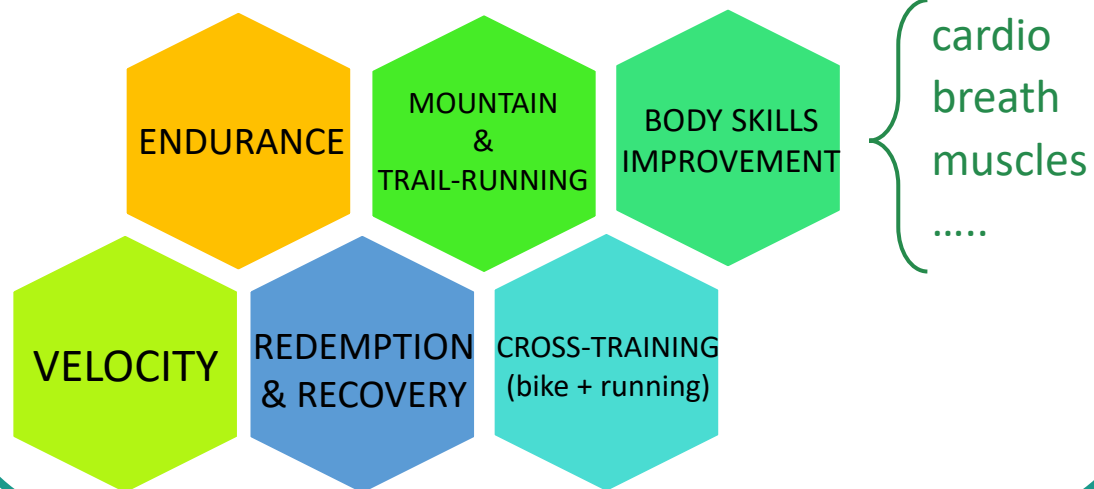 ENDURANCE
MOUNTAIN
&
TRAIL-RUNNING
BODY SKILLS
IMPROVEMENT
cardio
breath
muscles
.....
VELOCITY
REDEMPTION
& RECOVERY
CROSS-TRAINING
(bike + running)